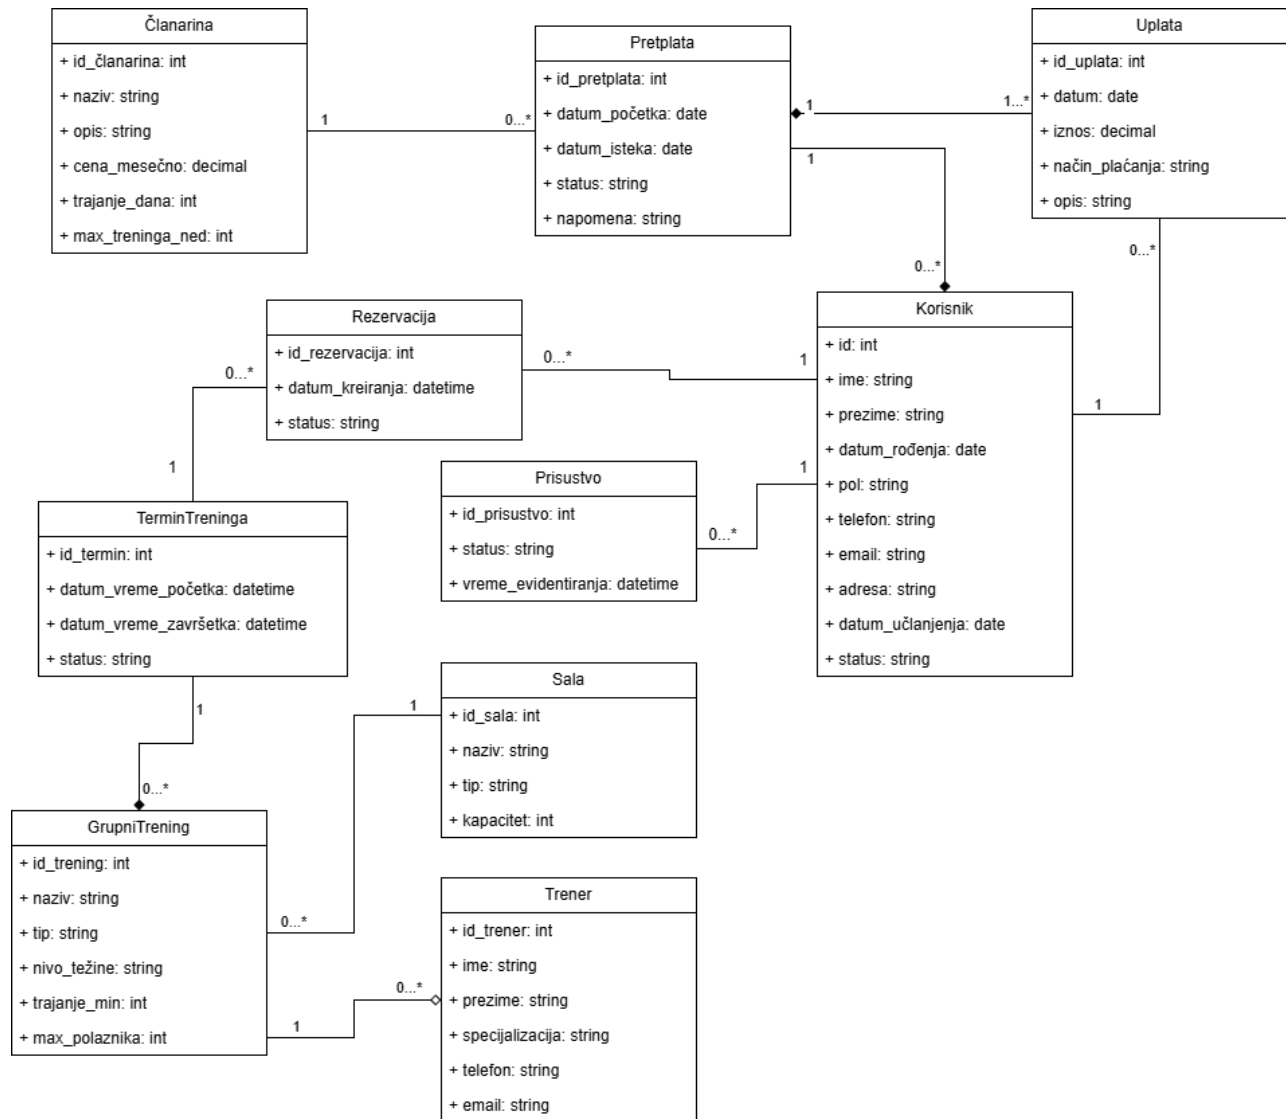 Članarina
+ id_članarina: int
+ naziv: string
+ opis: string
+ cena_mesečno: decimal
+ trajanje_dana: int
+ max_treninga_ned: int
1
0...*
Pretplata
+ id_pretplata: int
+ datum_početka: date
+ datum_isteka: date
+ status: string
+ napomena: string
1
1...*
1
0...*
Uplata
+ id_uplata: int
+ datum: date
+ iznos: decimal
+ način_plaćanja: string
+ opis: string
0...*
1
Rezervacija
+ id_rezervacija: int
+ datum_kreiranja: datetime
+ status: string
0...*
1
0...*
1
Korisnik
+ id: int
+ ime: string
+ prezime: string
+ datum_rođenja: date
+ pol: string
+ telefon: string
+ email: string
+ adresa: string
+ datum_učlanjenja: date
+ status: string
Prisustvo
+ id_prisustvo: int
+ status: string
+ vreme_evidentiranja: datetime
0...*
1
TerminTreninga
+ id_termin: int
+ datum_vreme_početka: datetime
+ datum_vreme_završetka: datetime
+ status: string
1
0...*
Sala
+ id_sala: int
+ naziv: string
+ tip: string
+ kapacitet: int
1
0...*
GrupniTrening
+ id_trening: int
+ naziv: string
+ tip: string
+ nivo_težine: string
+ trajanje_min: int
+ max_polaznika: int
1
0...*
Trener
+ id_trener: int
+ ime: string
+ prezime: string
+ specijalizacija: string
+ telefon: string
+ email: string